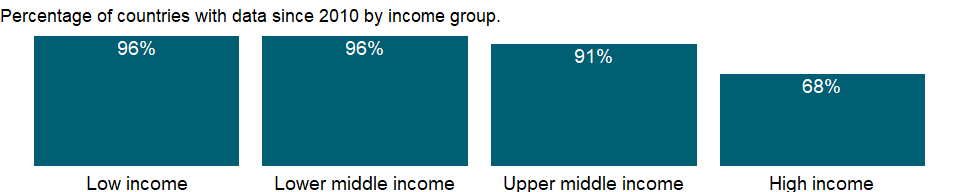 Percentage of countries with data since 2010 by income group.
96%
96%
91%
68%
Low income
Lower middle income
Upper middle income
High income